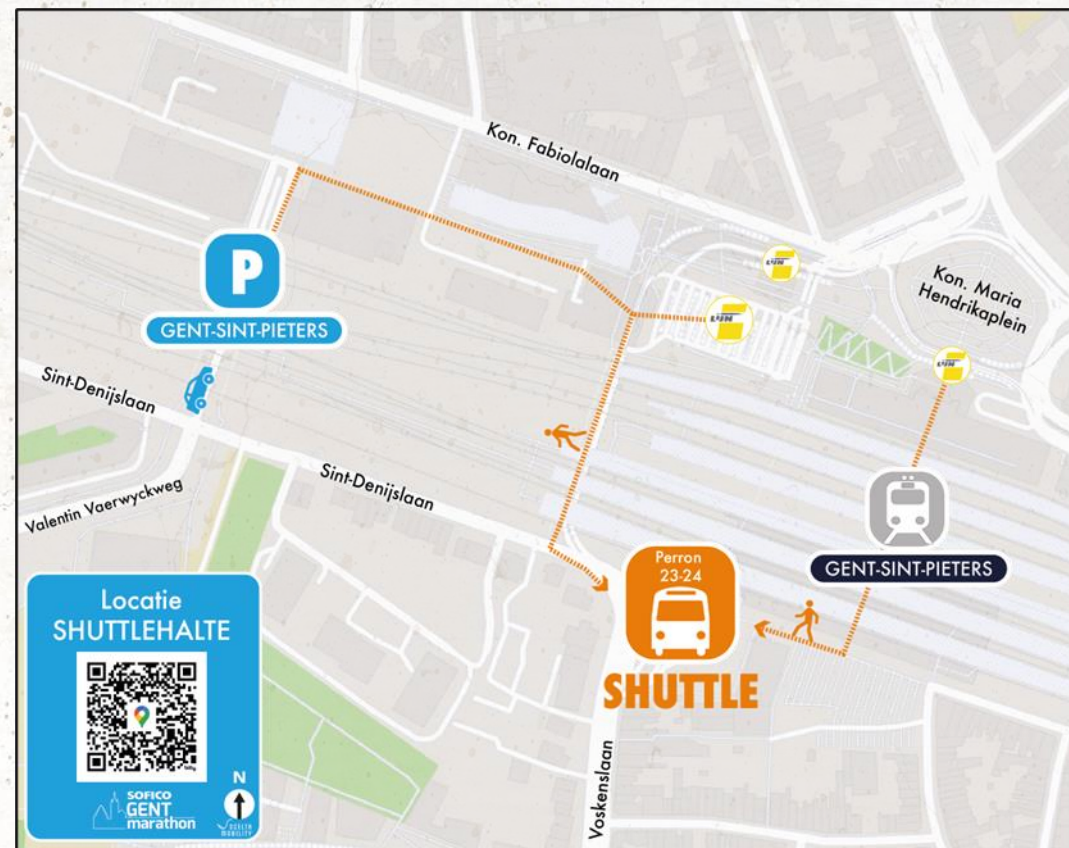 Kon. Fabiolalaan
Kon. Maria
Hendrikaplein
P
GENT-SINT-PIETERS
Sint-Denijslaan
Sint-Denijslaan
Valentin Vaerwyckweg
GENT-SINT-PIETERS
Perron
23-24
SHUTTLE
Voskenslaan
Locatie
SHUTTLEHALTE
SOFICO
GENT
marathon
N